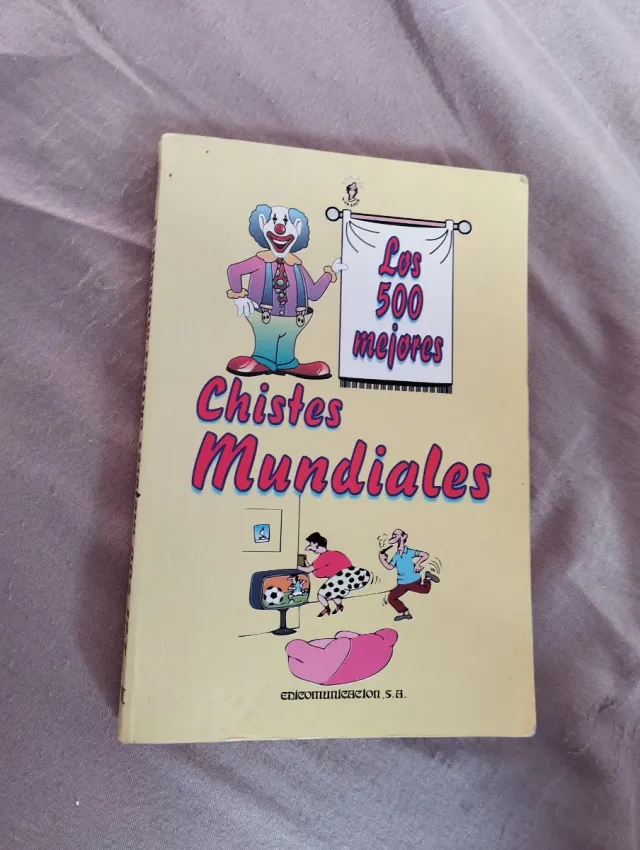 Los
500
mejores
Chistes
Mundiales
EDICOMUNICACION, S.A.